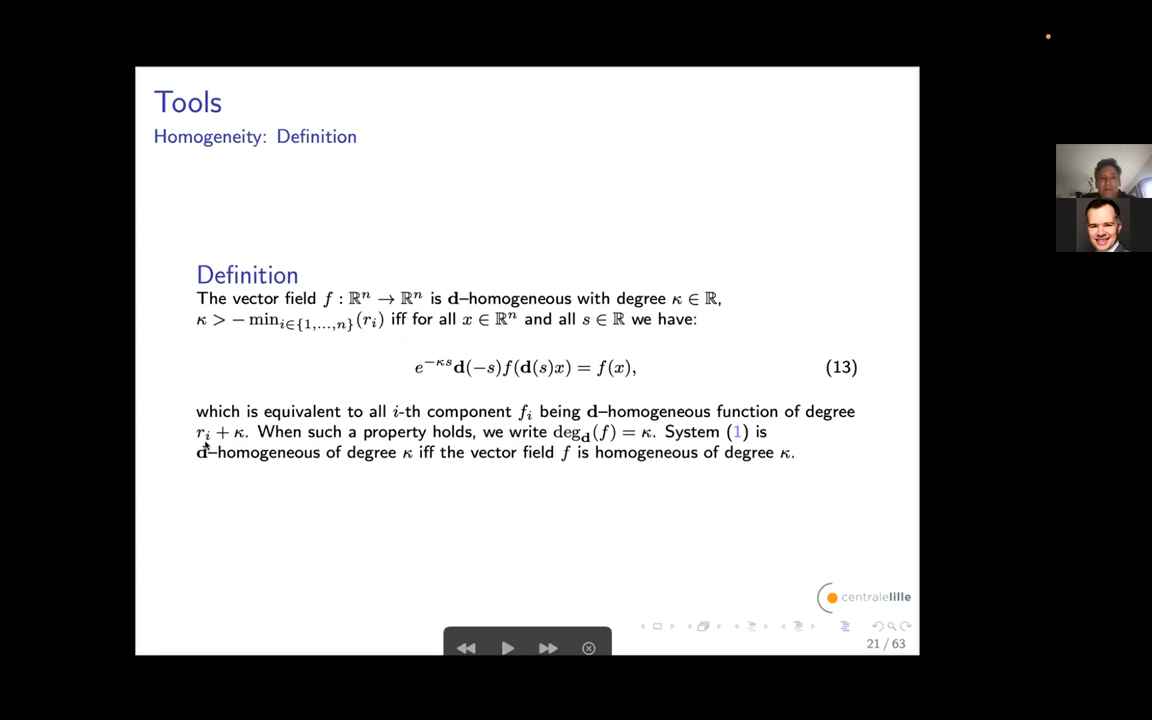 Tools
Homogeneity: Definition
Definition
The vector field f : ℝⁿ → ℝⁿ is d–homogeneous with degree κ ∈ ℝ,
κ > − min_{i∈{1,...,n}}(r_i) iff for all x ∈ ℝⁿ and all s ∈ ℝ we have:
e^{−κs}d(−s)f(d(s)x) = f(x), (13)
which is equivalent to all i-th component f_i being d–homogeneous function of degree
r_i + κ. When such a property holds, we write deg_d(f) = κ. System (1) is
d–homogeneous of degree κ iff the vector field f is homogeneous of degree κ.
centralelille
21 / 63